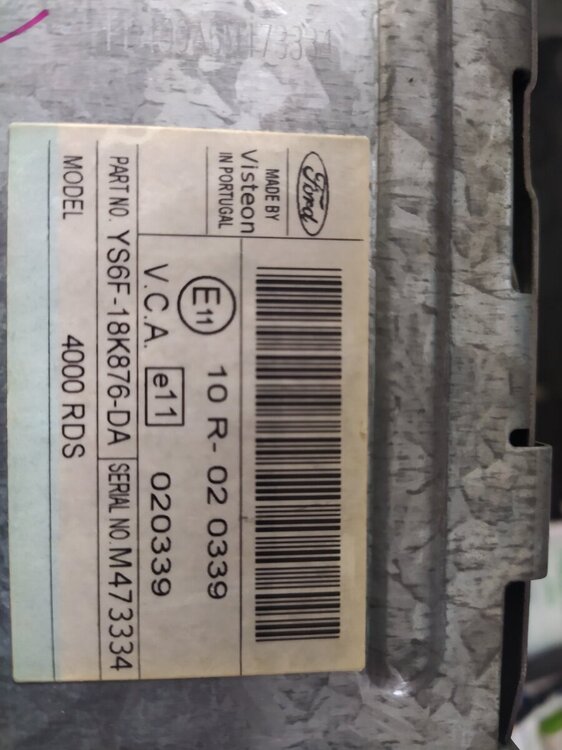 Ford
MADE BY
Visteon
IN PORTUGAL
E11 10 R- 02 0339
V.C.A. e11 020339
PART NO. YS6F-18K876-DA SERIAL NO. M473334
MODEL 4000 RDS